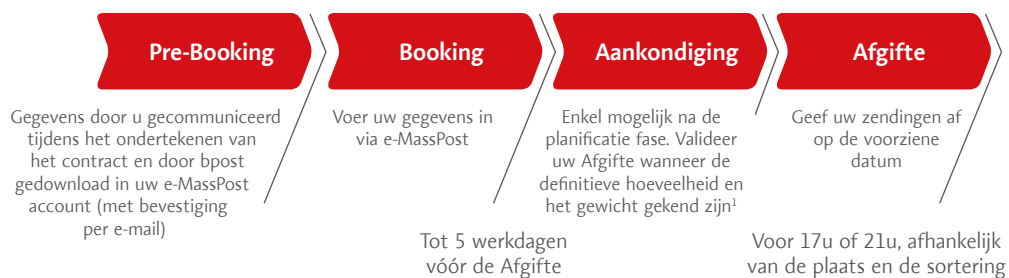 Pre-Booking
Booking
Aankondiging
Afgifte
Gegevens door u gecommuniceerd
tijdens het ondertekenen van
het contract en door bpost
gedownload in uw e-MassPost
account (met bevestiging
per e-mail)
Voer uw gegevens in
via e-MassPost
Enkel mogelijk na de
planificatie fase. Valideer
uw Afgifte wanneer de
definitieve hoeveelheid en
het gewicht gekend zijn¹
Geef uw zendingen af
op de voorziene
datum
Tot 5 werkdagen
vóór de Afgifte
Voor 17u of 21u, afhankelijk
van de plaats en de sortering